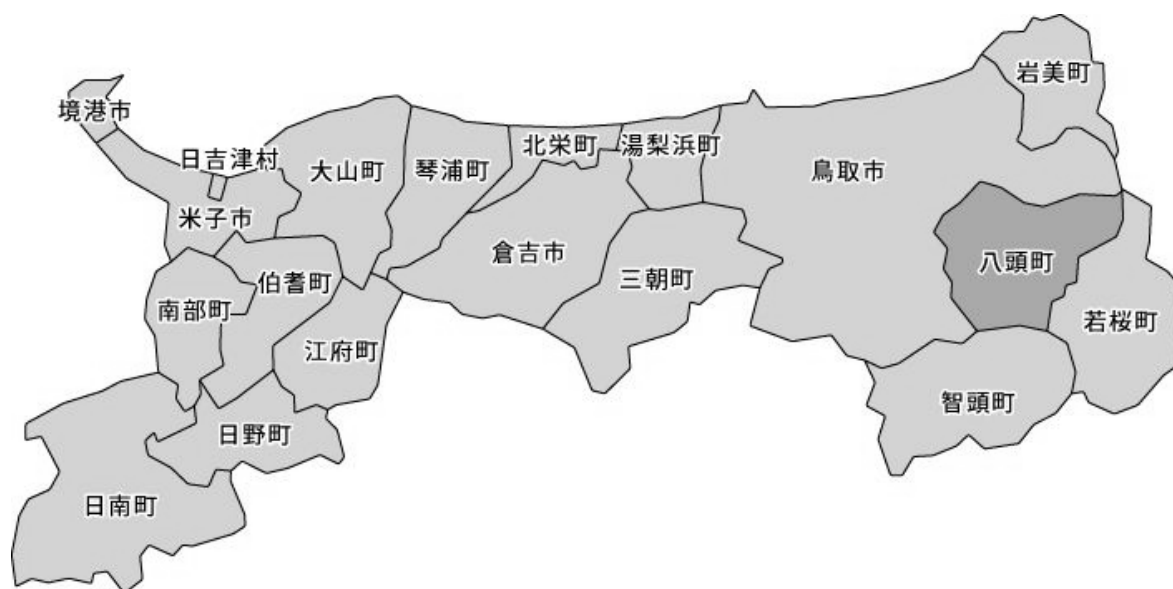 岩美町
境港市
日吉津村
大山町
琴浦町
北栄町
湯梨浜町
鳥取市
米子市
倉吉市
三朝町
八頭町
伯耆町
南部町
若桜町
江府町
智頭町
日野町
日南町